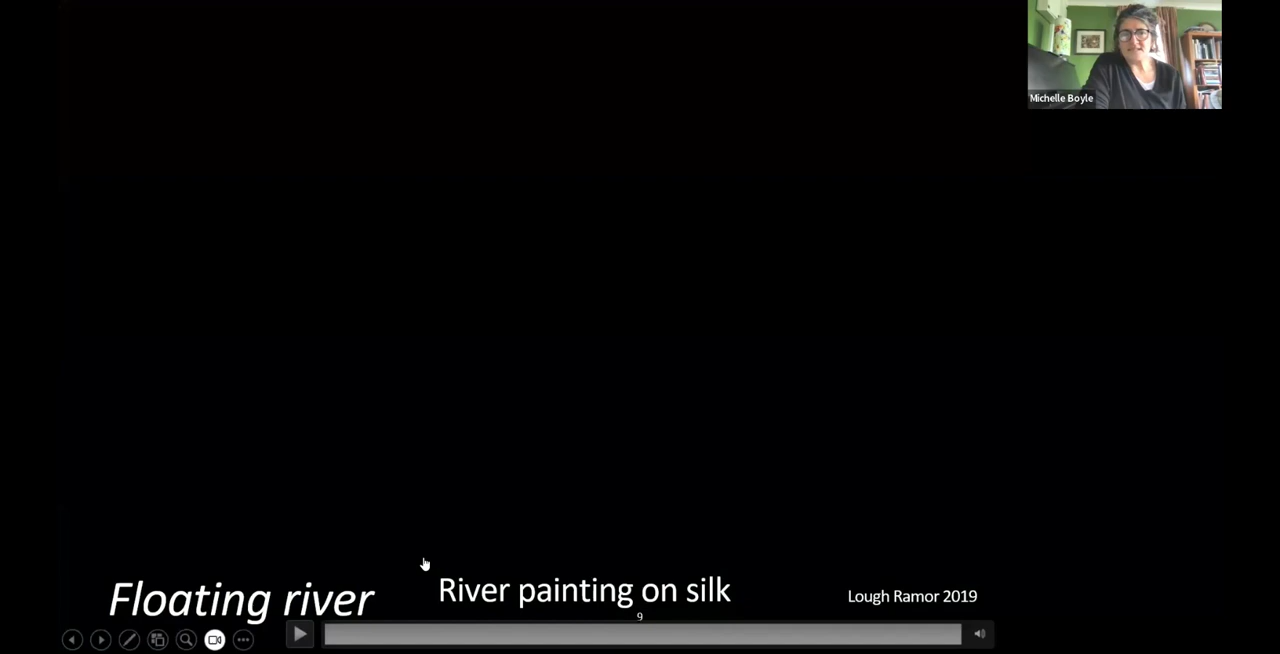 Michelle Boyle
Floating river
River painting on silk
Lough Ramor 2019
9